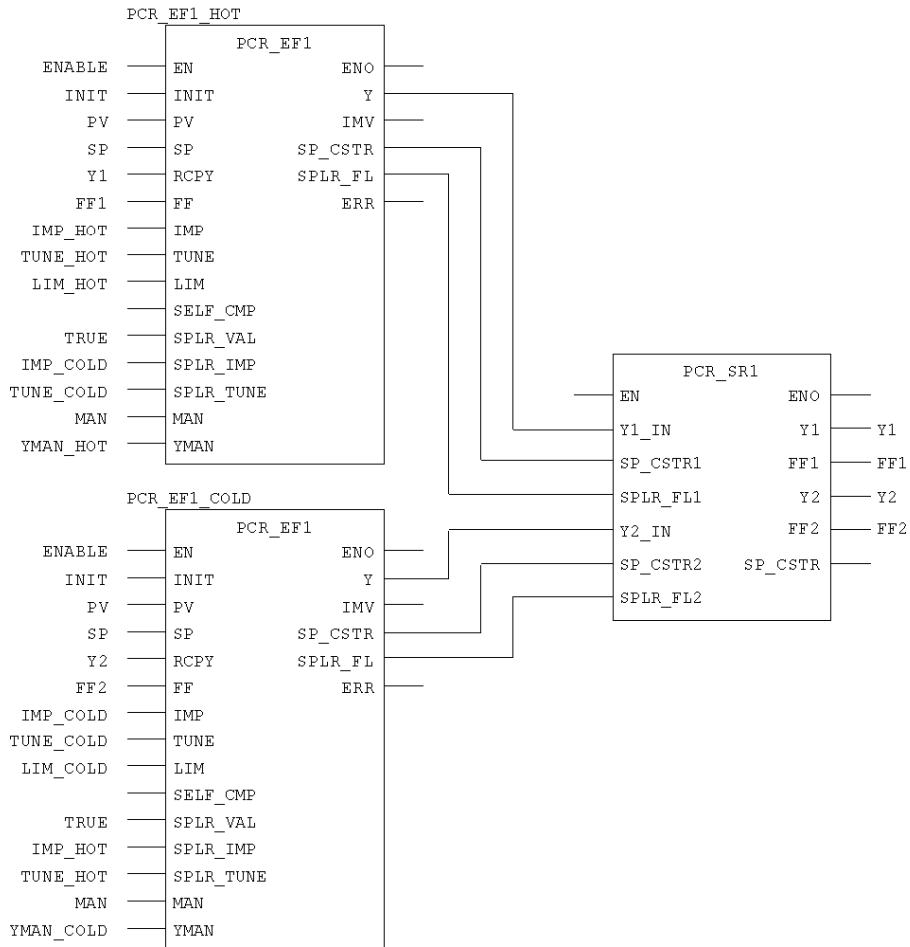 PCR_EF1_HOT
PCR_EF1
ENABLE EN ENO
INIT INIT Y
PV PV IMV
SP SP SP_CSTR
Y1 RCPY SPLR_FL
FF1 FF ERR
IMP_HOT IMP
TUNE_HOT TUNE
LIM_HOT LIM
SELF_CMP
TRUE SPLR_VAL
IMP_COLD SPLR_IMP
TUNE_COLD SPLR_TUNE
MAN MAN
YMAN_HOT YMAN
PCR_SR1
EN ENO
Y1_IN Y1 Y1
SP_CSTR1 FF1 FF1
SPLR_FL1 Y2 Y2
Y2_IN FF2 FF2
SP_CSTR2 SP_CSTR
SPLR_FL2
PCR_EF1_COLD
PCR_EF1
ENABLE EN ENO
INIT INIT Y
PV PV IMV
SP SP SP_CSTR
Y2 RCPY SPLR_FL
FF2 FF ERR
IMP_COLD IMP
TUNE_COLD TUNE
LIM_COLD LIM
SELF_CMP
TRUE SPLR_VAL
IMP_HOT SPLR_IMP
TUNE_HOT SPLR_TUNE
MAN MAN
YMAN_COLD YMAN